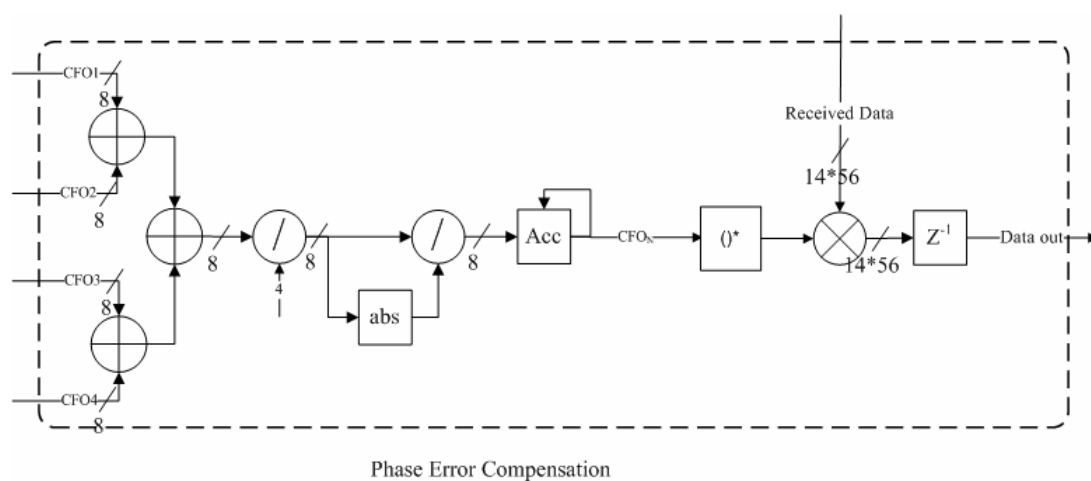 CFO1
8
CFO2
8
CFO3
8
CFO4
8
8
/
4
8
abs
/
8
Acc
CFO_N
()*
Received Data
14*56
14*56
Z^-1
Data out
Phase Error Compensation